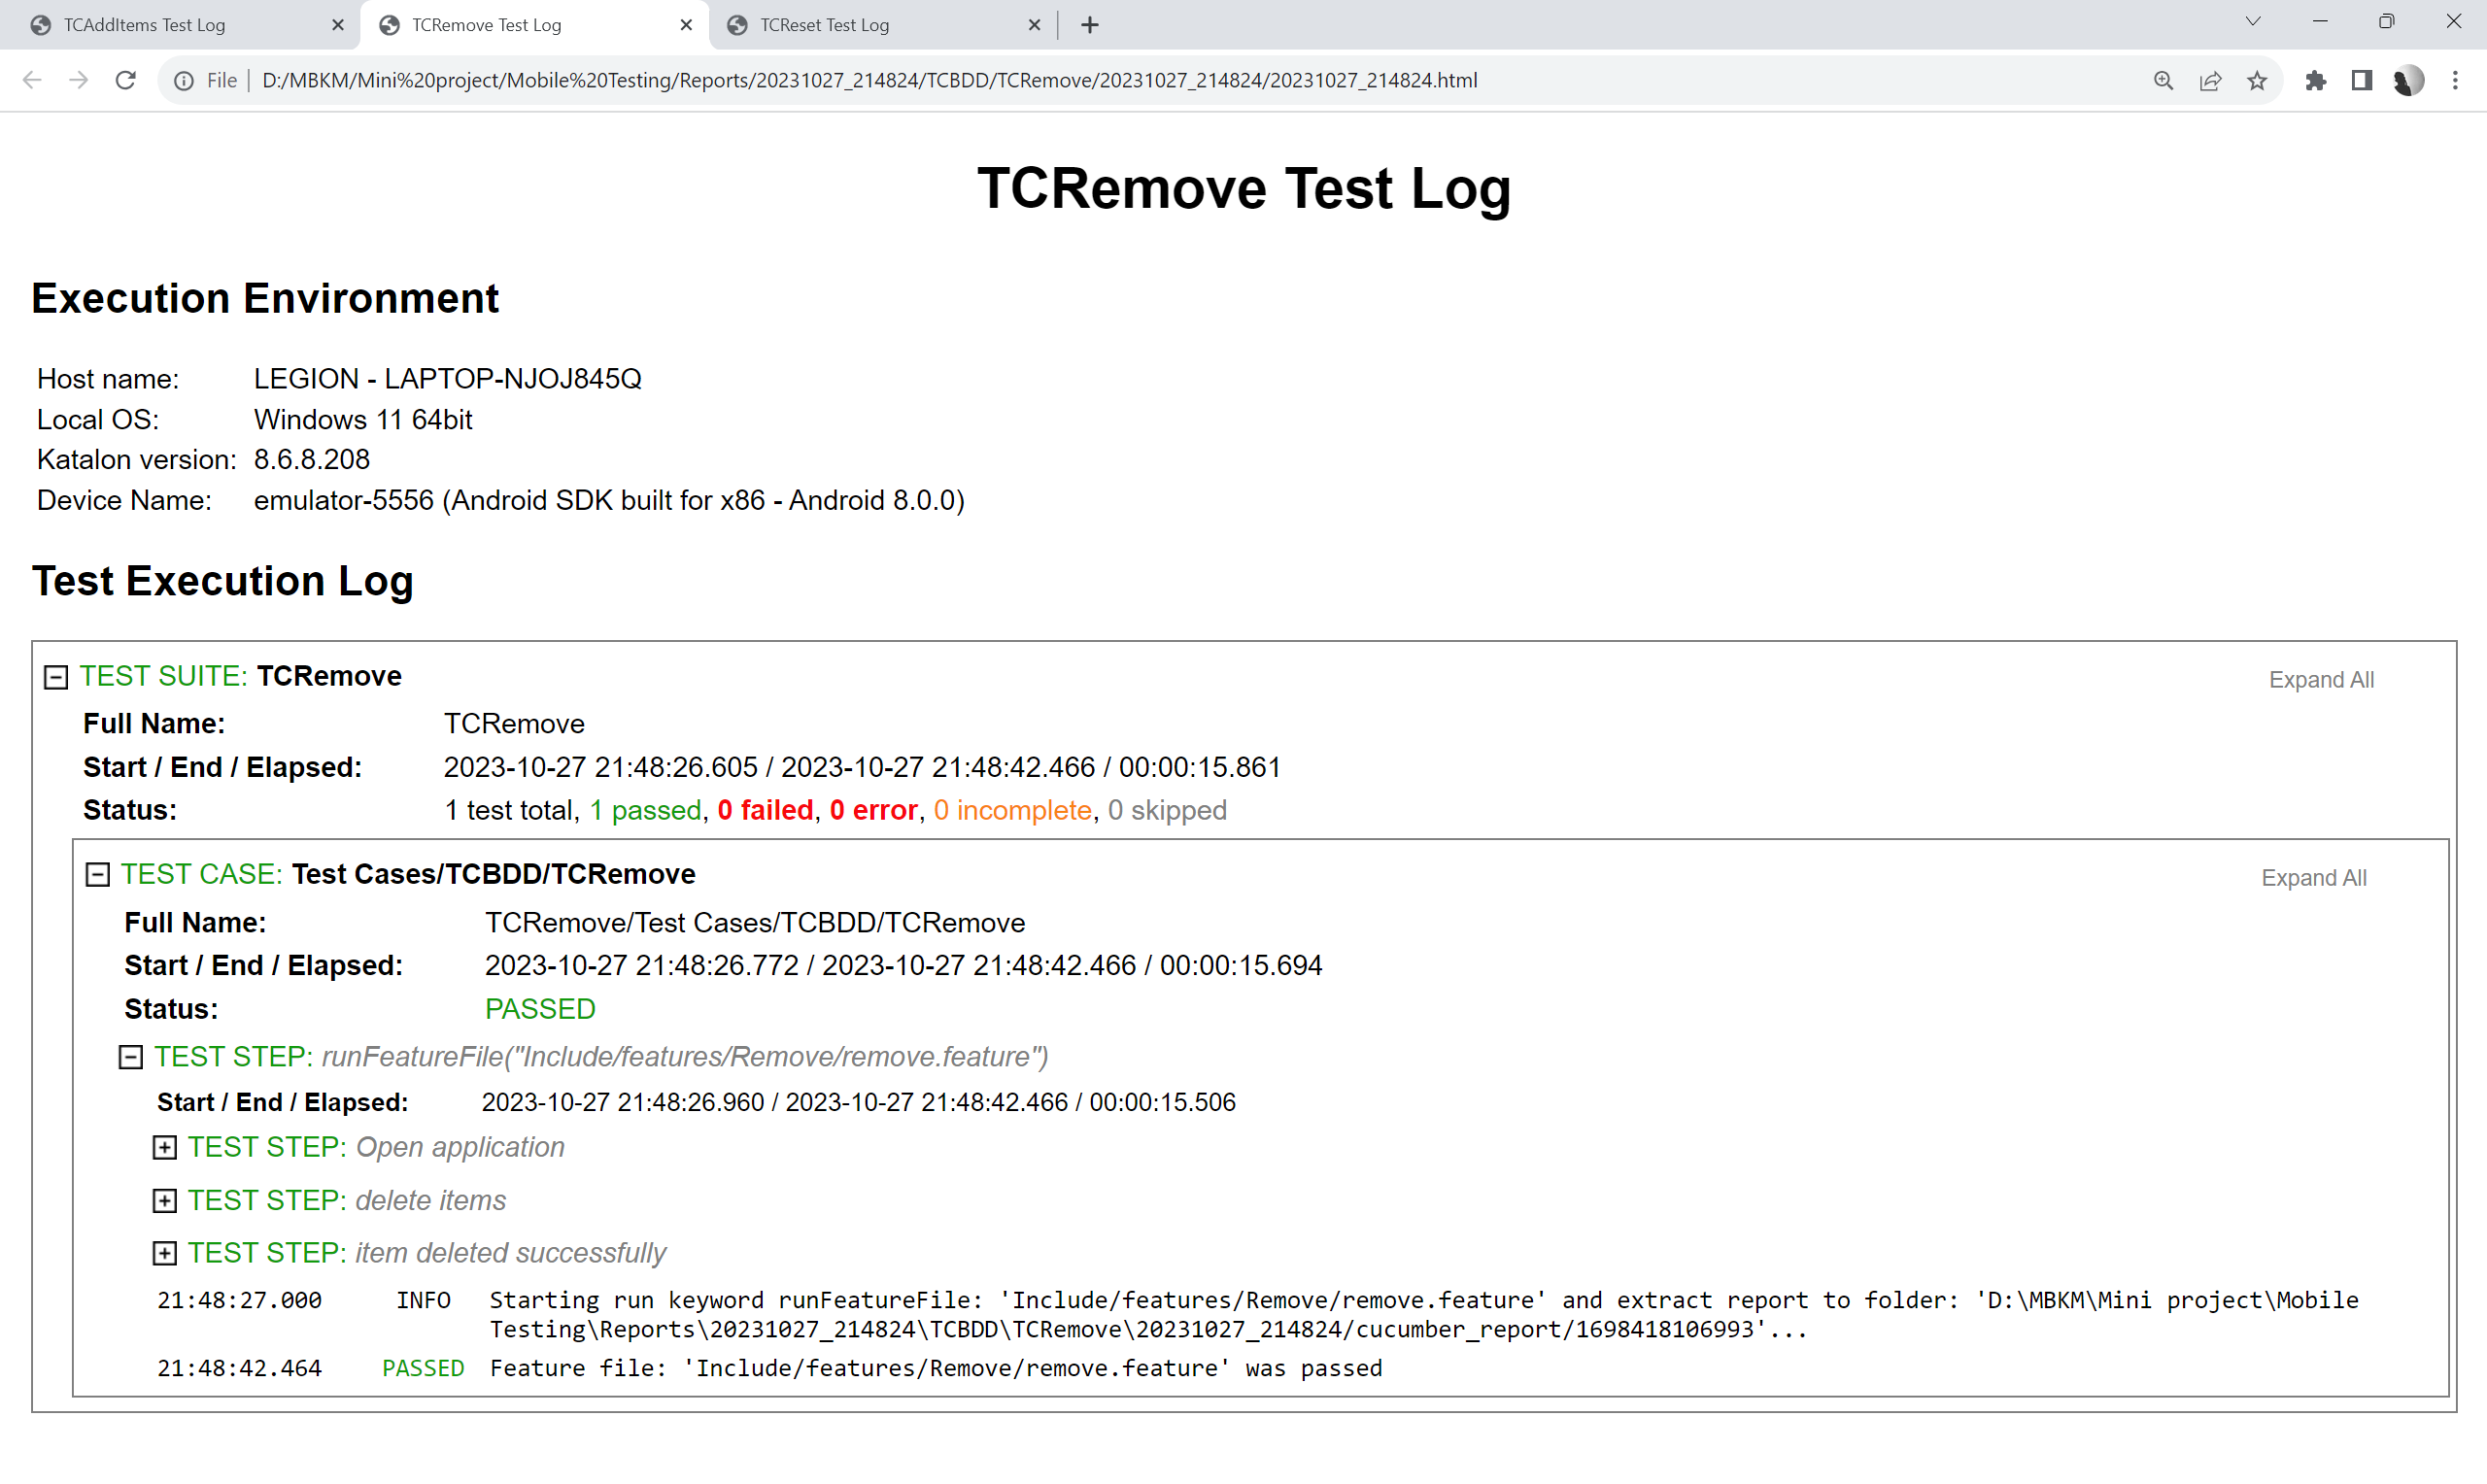 TCAddItems Test Log
TCRemove Test Log
TCReset Test Log
File
D:/MBKM/Mini%20project/Mobile%20Testing/Reports/20231027_214824/TCBDD/TCRemove/20231027_214824/20231027_214824.html
TCRemove Test Log
Execution Environment
Host name: LEGION - LAPTOP-NJOJ845Q
Local OS: Windows 11 64bit
Katalon version: 8.6.8.208
Device Name: emulator-5556 (Android SDK built for x86 - Android 8.0.0)
Test Execution Log
TEST SUITE: TCRemove Expand All
Full Name: TCRemove
Start / End / Elapsed: 2023-10-27 21:48:26.605 / 2023-10-27 21:48:42.466 / 00:00:15.861
Status: 1 test total, 1 passed, 0 failed, 0 error, 0 incomplete, 0 skipped
TEST CASE: Test Cases/TCBDD/TCRemove Expand All
Full Name: TCRemove/Test Cases/TCBDD/TCRemove
Start / End / Elapsed: 2023-10-27 21:48:26.772 / 2023-10-27 21:48:42.466 / 00:00:15.694
Status: PASSED
TEST STEP: runFeatureFile("Include/features/Remove/remove.feature")
Start / End / Elapsed: 2023-10-27 21:48:26.960 / 2023-10-27 21:48:42.466 / 00:00:15.506
TEST STEP: Open application
TEST STEP: delete items
TEST STEP: item deleted successfully
21:48:27.000 INFO Starting run keyword runFeatureFile: 'Include/features/Remove/remove.feature' and extract report to folder: 'D:\MBKM\Mini project\Mobile
Testing\Reports\20231027_214824\TCBDD\TCRemove\20231027_214824/cucumber_report/1698418106993'...
21:48:42.464 PASSED Feature file: 'Include/features/Remove/remove.feature' was passed